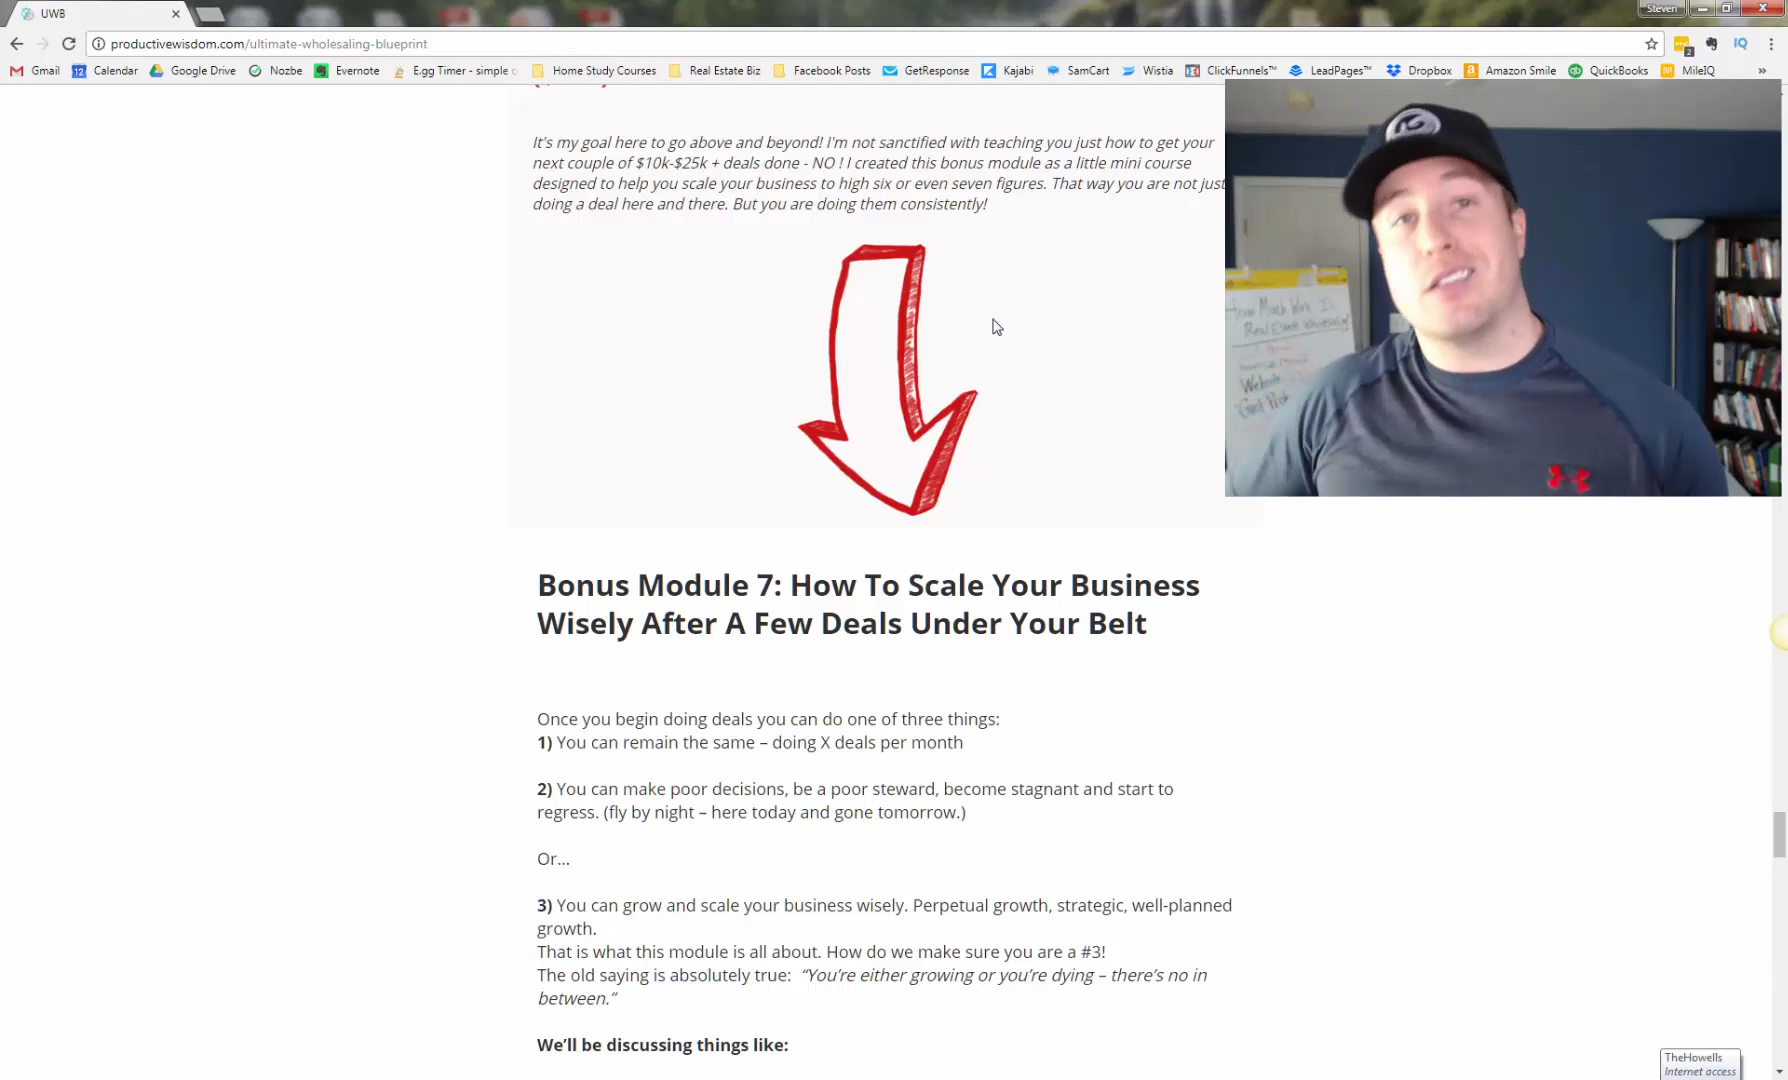 UWB
Steven
productivewisdom.com/ultimate-wholesaling-blueprint
2
IQ
Gmail
12 Calendar
Google Drive
Nozbe
Evernote
E.gg Timer - simple
Home Study Courses
Real Estate Biz
Facebook Posts
GetResponse
Kajabi
SamCart
Wistia
ClickFunnels™
LeadPages™
Dropbox
Amazon Smile
QuickBooks
MileIQ
»
It's my goal here to go above and beyond! I'm not sanctified with teaching you just how to get your
next couple of $10k-$25k + deals done - NO ! I created this bonus module as a little mini course
designed to help you scale your business to high six or even seven figures. That way you are not just
doing a deal here and there. But you are doing them consistently!
How Much Work Is
Real Estate Wholesaling
Website
Bonus Module 7: How To Scale Your Business
Wisely After A Few Deals Under Your Belt
Once you begin doing deals you can do one of three things:
1) You can remain the same – doing X deals per month
2) You can make poor decisions, be a poor steward, become stagnant and start to
regress. (fly by night – here today and gone tomorrow.)
Or...
3) You can grow and scale your business wisely. Perpetual growth, strategic, well-planned
growth.
That is what this module is all about. How do we make sure you are a #3!
The old saying is absolutely true: “You’re either growing or you’re dying – there’s no in
between.”
We’ll be discussing things like:
TheHowells
Internet access